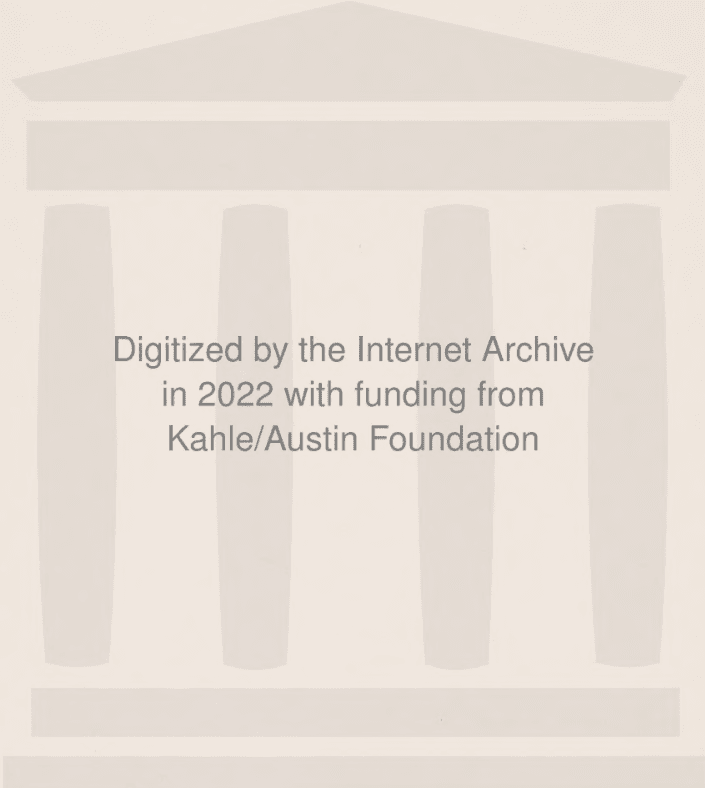 Digitized by the Internet Archive
in 2022 with funding from
Kahle/Austin Foundation